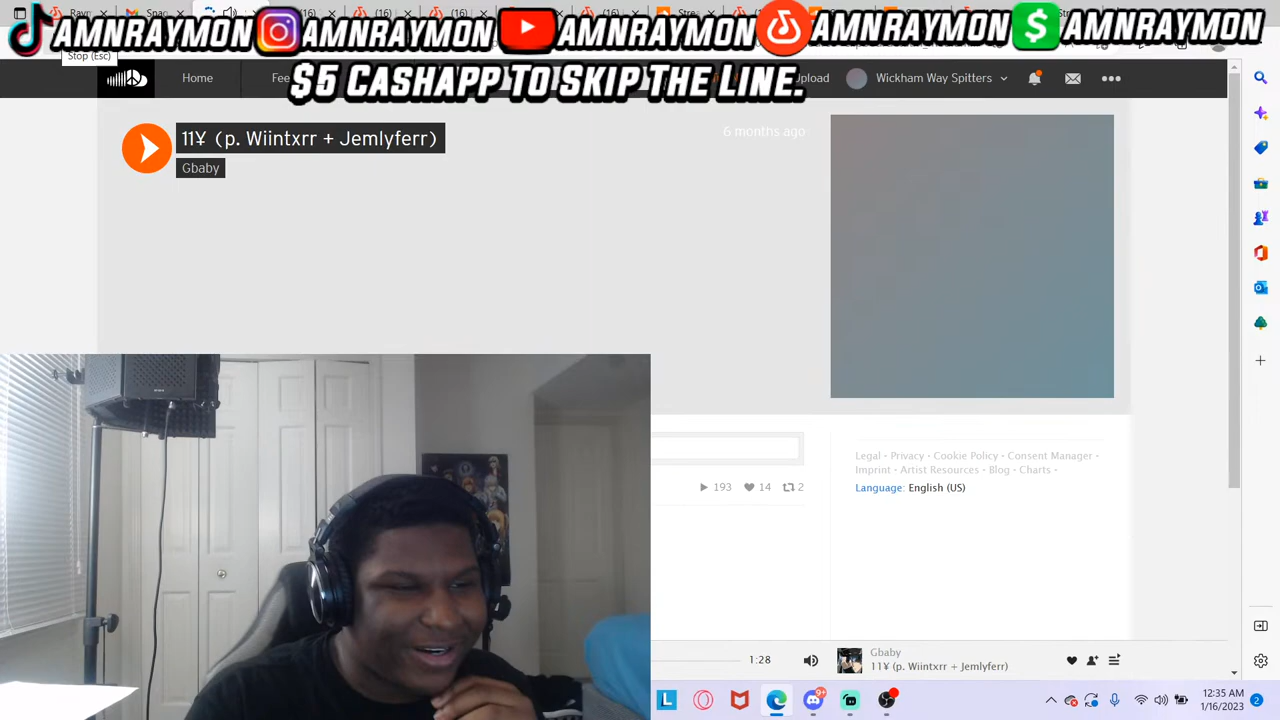 AMNRAYMON AMNRAYMON AMNRAYMON AMNRAYMON $ AMNRAYMON
Stop (Esc)
$5 CASHAPP TO SKIP THE LINE.
Home
Upload
Wickham Way Spitters
11¥ (p. Wiintxrr + Jemlyferr)
Gbaby
6 months ago
Legal - Privacy - Cookie Policy - Consent Manager -
Imprint - Artist Resources - Blog - Charts -
Language: English (US)
193 14 2
1:28
Gbaby
11¥ (p. Wiintxrr + Jemlyferr)
12:35 AM
1/16/2023